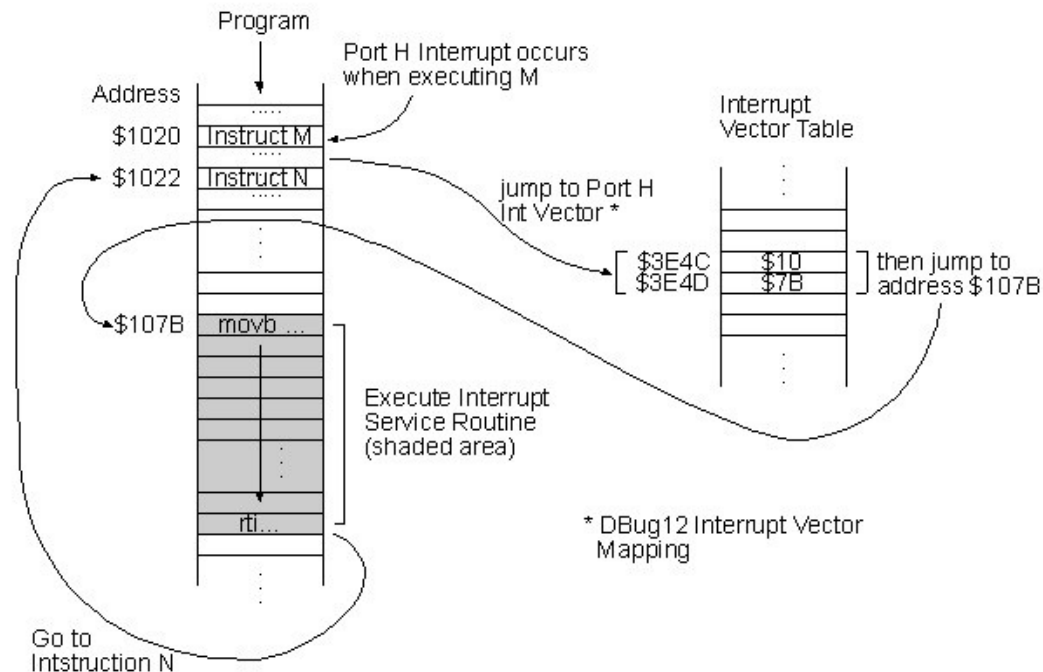 Program
Port H Interrupt occurs
when executing M
Address
.....
$1020
Instruct M
.....
$1022
Instruct N
.....
Interrupt
Vector Table
jump to Port H
Int Vector *
$3E4C
$10
$3E4D
$7B
then jump to
address $107B
$107B
movb ...
Execute Interrupt
Service Routine
(shaded area)
rti...
* DBug12 Interrupt Vector
Mapping
Go to
Intstruction N